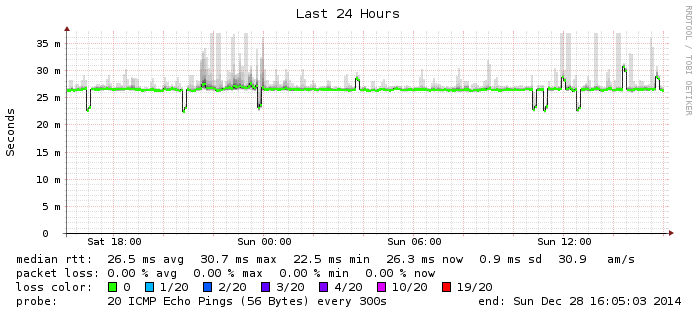 Last 24 Hours
RRDTOOL / TOBI OETIKER
Seconds
35 m
30 m
25 m
20 m
15 m
10 m
5 m
0
Sat 18:00 Sun 00:00 Sun 06:00 Sun 12:00
median rtt: 26.5 ms avg 30.7 ms max 22.5 ms min 26.3 ms now 0.9 ms sd 30.9 am/s
packet loss: 0.00 % avg 0.00 % max 0.00 % min 0.00 % now
loss color: 0 1/20 2/20 3/20 4/20 10/20 19/20
probe: 20 ICMP Echo Pings (56 Bytes) every 300s end: Sun Dec 28 16:05:03 2014